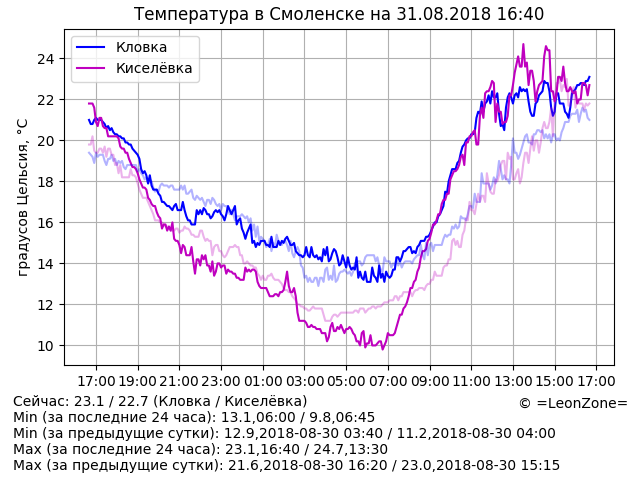 Температура в Смоленске на 31.08.2018 16:40
Кловка
Киселёвка
градусов Цельсия, °C
24
22
20
18
16
14
12
10
17:00 19:00 21:00 23:00 01:00 03:00 05:00 07:00 09:00 11:00 13:00 15:00 17:00
Сейчас: 23.1 / 22.7 (Кловка / Киселёвка)
© =LeonZone=
Min (за последние 24 часа): 13.1,06:00 / 9.8,06:45
Min (за предыдущие сутки): 12.9,2018-08-30 03:40 / 11.2,2018-08-30 04:00
Max (за последние 24 часа): 23.1,16:40 / 24.7,13:30
Max (за предыдущие сутки): 21.6,2018-08-30 16:20 / 23.0,2018-08-30 15:15